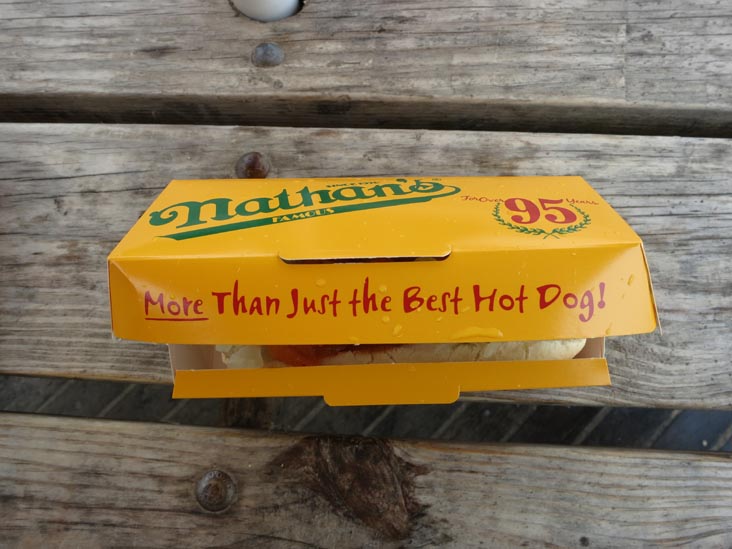 SINCE 1916
Nathan's®
FAMOUS
For Over 95 Years
More Than Just the Best Hot Dog!